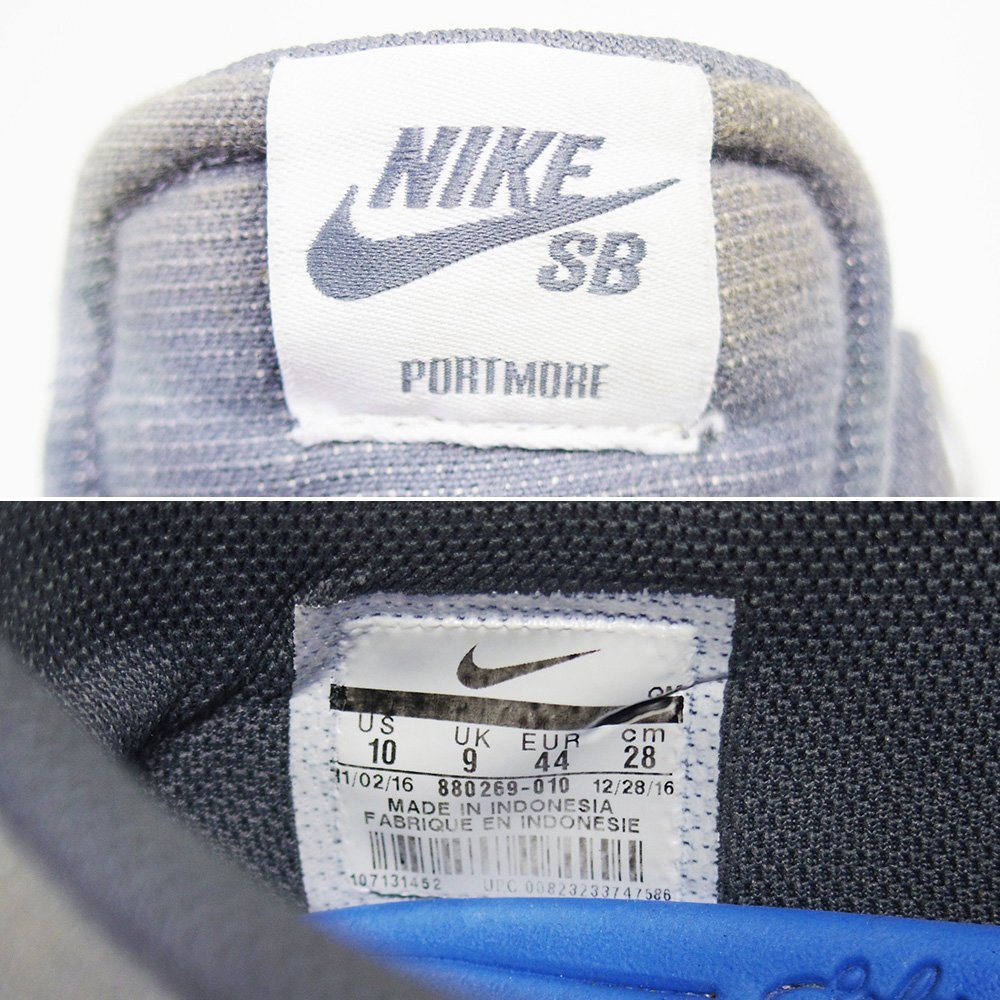 NIKE
SB
PORTMORE
US UK EUR cm
10 9 44 28
11/02/16 880269-010 12/28/16
MADE IN INDONESIA
FABRIQUE EN INDONESIE
107131452 UPC 00823233747586